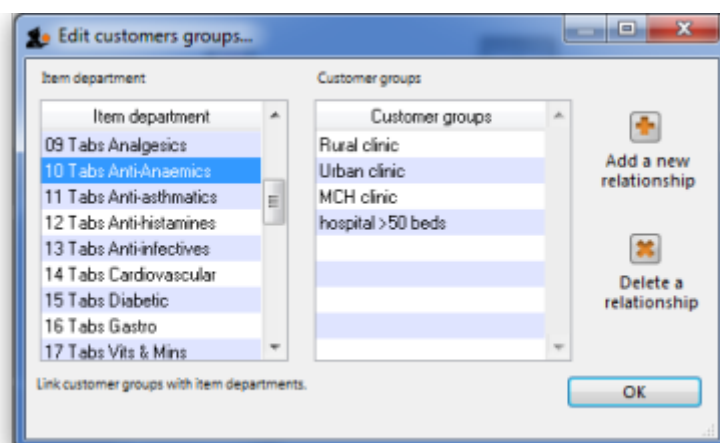 Edit customers groups...
Item department
Item department
09 Tabs Analgesics
10 Tabs Anti-Anaemics
11 Tabs Anti-asthmatics
12 Tabs Anti-histamines
13 Tabs Anti-infectives
14 Tabs Cardiovascular
15 Tabs Diabetic
16 Tabs Gastro
17 Tabs Vits & Mins
Customer groups
Customer groups
Rural clinic
Urban clinic
MCH clinic
hospital >50 beds
Add a new
relationship
Delete a
relationship
Link customer groups with item departments.
OK